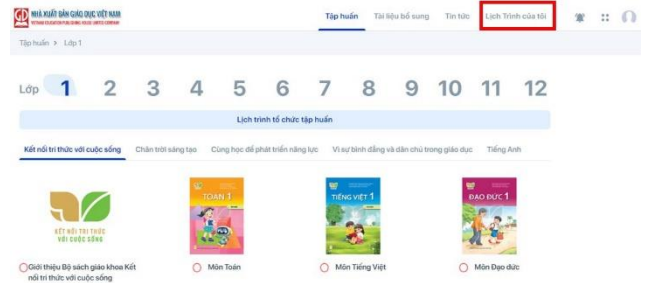 NHÀ XUẤT BẢN GIÁO DỤC VIỆT NAM
Tập huấn Tài liệu bổ sung Tin tức Lịch Trình của tôi
Tập huấn > Lớp 1
Lớp 1 2 3 4 5 6 7 8 9 10 11 12
Lịch trình tổ chức tập huấn
Kết nối tri thức với cuộc sống Chân trời sáng tạo Cùng học để phát triển năng lực Vì sự bình đẳng và dân chủ trong giáo dục Tiếng Anh
TOÁN 1 TIẾNG VIỆT 1 ĐẠO ĐỨC 1
KẾT NỐI TRI THỨC
VỚI CUỘC SỐNG
Giới thiệu Bộ sách giáo khoa Kết Môn Toán Môn Tiếng Việt Môn Đạo đức
nối tri thức với cuộc sống